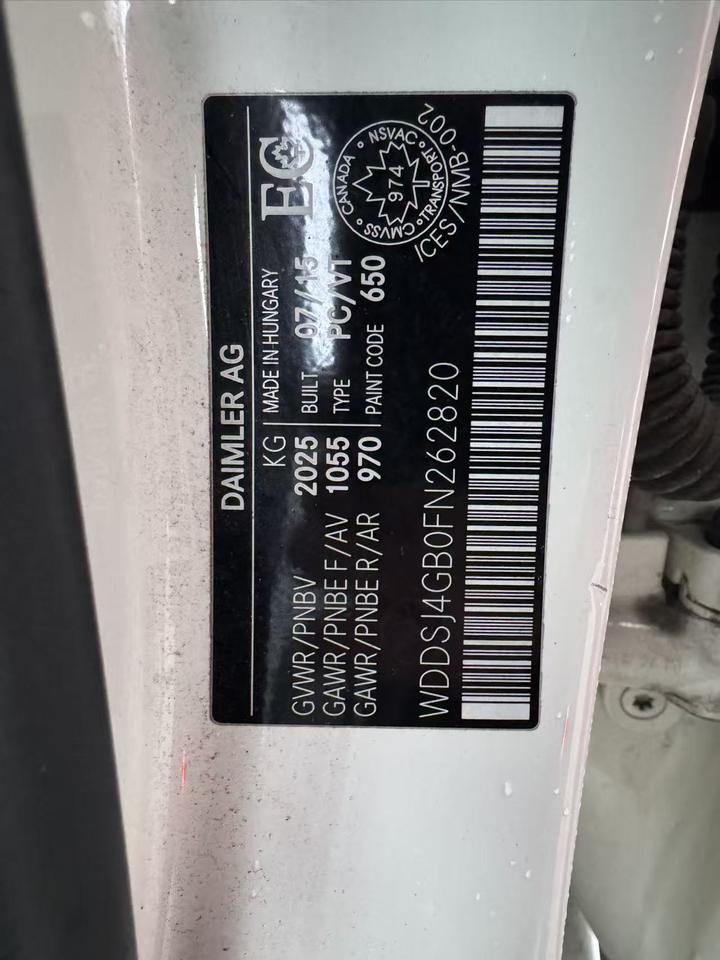 DAIMLER AG
KG
GVWR/PNBV 2025
GAWR/PNBE F/AV 1055
GAWR/PNBE R/AR 970
MADE IN HUNGARY
BUILT 07/15
TYPE PC/VT
PAINT CODE 650
EC
CANADA NSVAC TRANSPORT CMVSS
974
ICES/NMB-002
WDDSJ4GB0FN262820